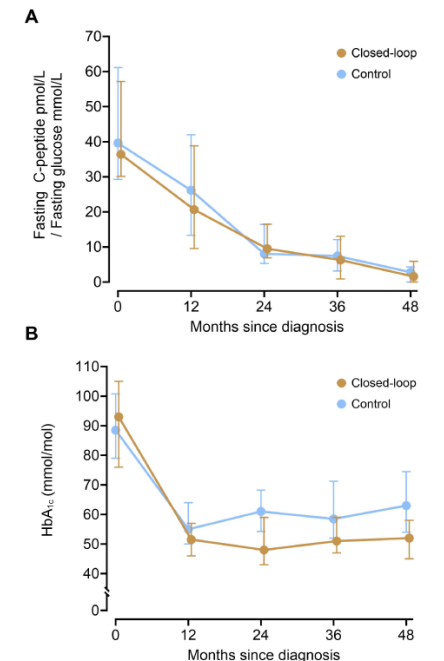 A
70
60
50
40
30
20
10
0
Fasting C-peptide pmol/L
/ Fasting glucose mmol/L
Closed-loop
Control
0 12 24 36 48
Months since diagnosis
B
110
100
90
80
70
60
50
40
0
HbA1c (mmol/mol)
Closed-loop
Control
0 12 24 36 48
Months since diagnosis